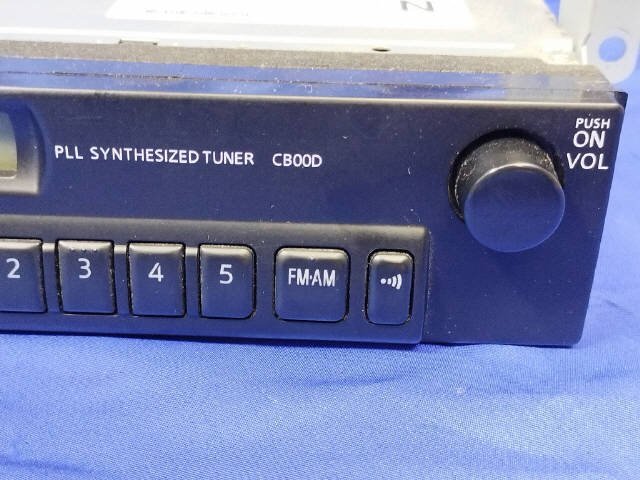 N
PUSH
ON
VOL
PLL SYNTHESIZED TUNER CB00D
2 3 4 5 FM·AM